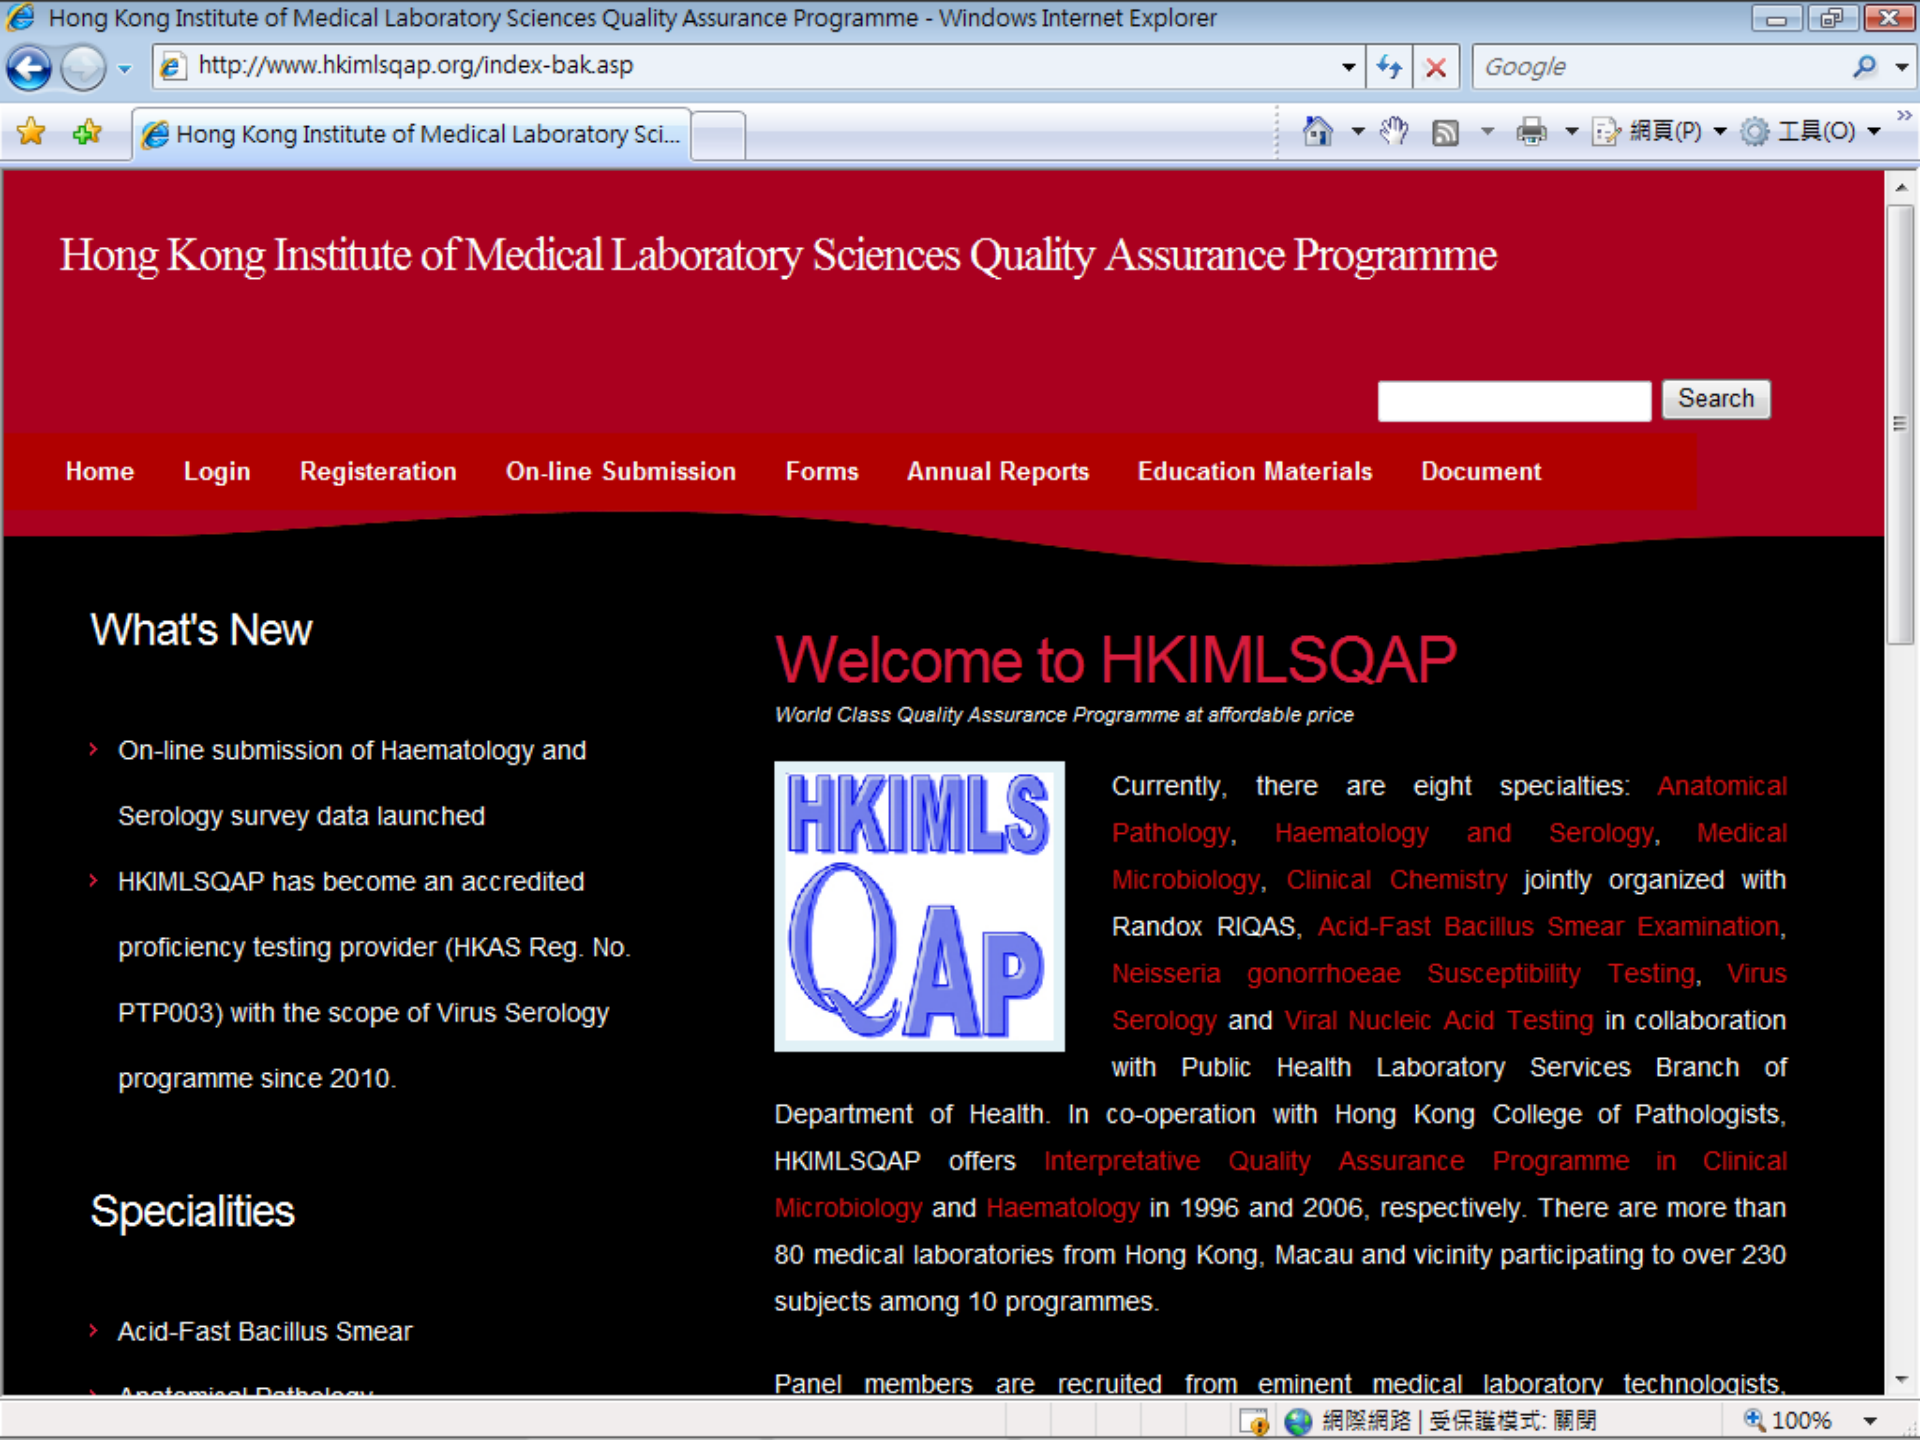 Hong Kong Institute of Medical Laboratory Sciences Quality Assurance Programme - Windows Internet Explorer
http://www.hkimlsqap.org/index-bak.asp
Google
Hong Kong Institute of Medical Laboratory Sci...
網頁(P)
工具(O)
Hong Kong Institute of Medical Laboratory Sciences Quality Assurance Programme
Search
Home Login Registeration On-line Submission Forms Annual Reports Education Materials Document
What's New
On-line submission of Haematology and
Serology survey data launched
HKIMLSQAP has become an accredited
proficiency testing provider (HKAS Reg. No.
PTP003) with the scope of Virus Serology
programme since 2010.
Specialities
Acid-Fast Bacillus Smear
Anatomical Pathology
Welcome to HKIMLSQAP
World Class Quality Assurance Programme at affordable price
HKIMLS
QAP
Currently, there are eight specialties: Anatomical
Pathology, Haematology and Serology, Medical
Microbiology, Clinical Chemistry jointly organized with
Randox RIQAS, Acid-Fast Bacillus Smear Examination,
Neisseria gonorrhoeae Susceptibility Testing, Virus
Serology and Viral Nucleic Acid Testing in collaboration
with Public Health Laboratory Services Branch of
Department of Health. In co-operation with Hong Kong College of Pathologists,
HKIMLSQAP offers Interpretative Quality Assurance Programme in Clinical
Microbiology and Haematology in 1996 and 2006, respectively. There are more than
80 medical laboratories from Hong Kong, Macau and vicinity participating to over 230
subjects among 10 programmes.
Panel members are recruited from eminent medical laboratory technologists,
網際網路 | 受保護模式: 關閉
100%